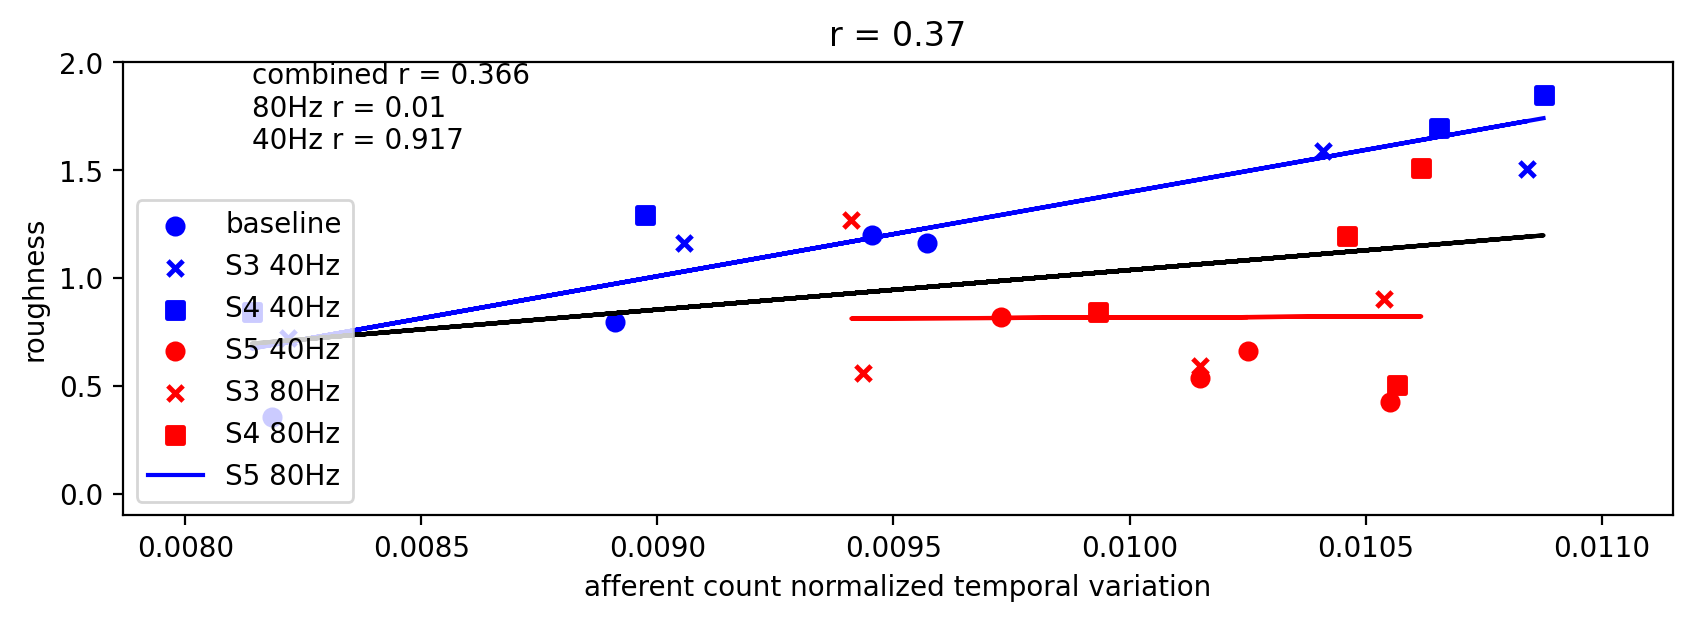 r = 0.37
combined r = 0.366
80Hz r = 0.01
40Hz r = 0.917
roughness
2.0
1.5
1.0
0.5
0.0
baseline
S3 40Hz
S4 40Hz
S5 40Hz
S3 80Hz
S4 80Hz
S5 80Hz
0.0080 0.0085 0.0090 0.0095 0.0100 0.0105 0.0110
afferent count normalized temporal variation